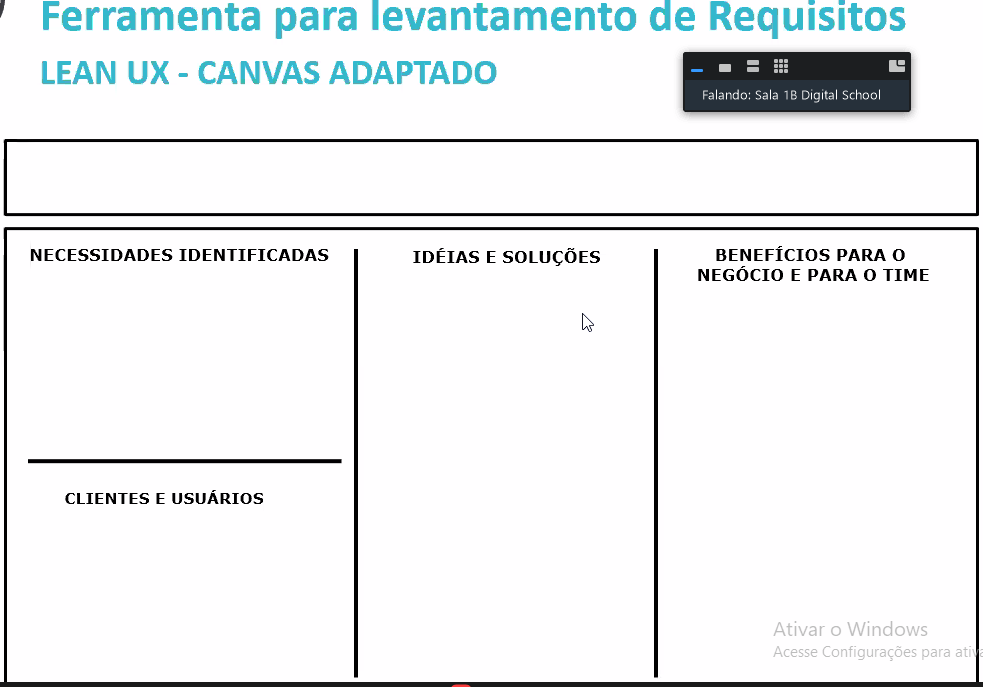 Ferramenta para levantamento de Requisitos
LEAN UX - CANVAS ADAPTADO
Falando: Sala 1B Digital School
NECESSIDADES IDENTIFICADAS
IDÉIAS E SOLUÇÕES
BENEFÍCIOS PARA O
NEGÓCIO E PARA O TIME
CLIENTES E USUÁRIOS
Ativar o Windows
Acesse Configurações para